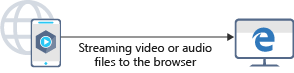 Streaming video or audio
files to the browser